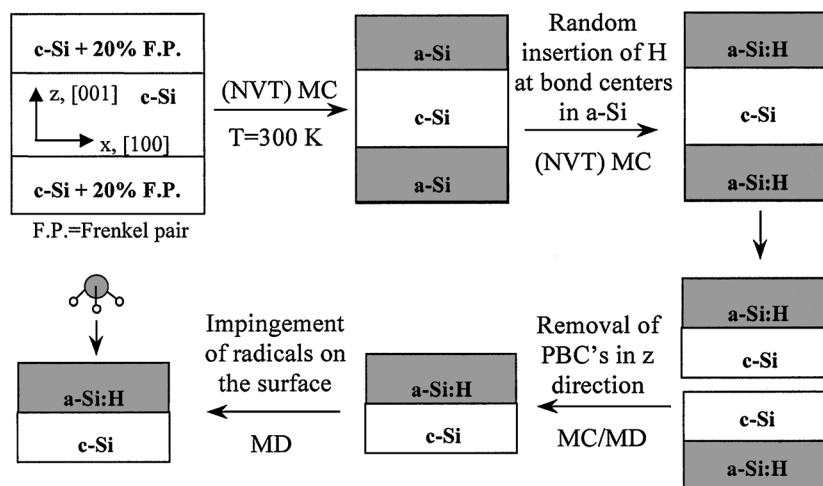 c-Si + 20% F.P.
z, [001]
c-Si
x, [100]
c-Si + 20% F.P.
F.P.=Frenkel pair
(NVT) MC
T=300 K
a-Si
c-Si
a-Si
Random
insertion of H
at bond centers
in a-Si
(NVT) MC
a-Si:H
c-Si
a-Si:H
a-Si:H
c-Si
c-Si
a-Si:H
Removal of
PBC's in z
direction
MC/MD
a-Si:H
c-Si
Impingement
of radicals on
the surface
MD
a-Si:H
c-Si